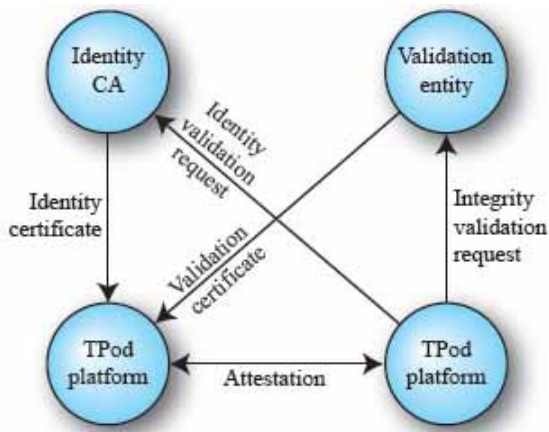 Identity
CA
Validation
entity
Identity
validation
request
Identity
certificate
Integrity
validation
request
Validation
certificate
TPod
platform
Attestation
TPod
platform